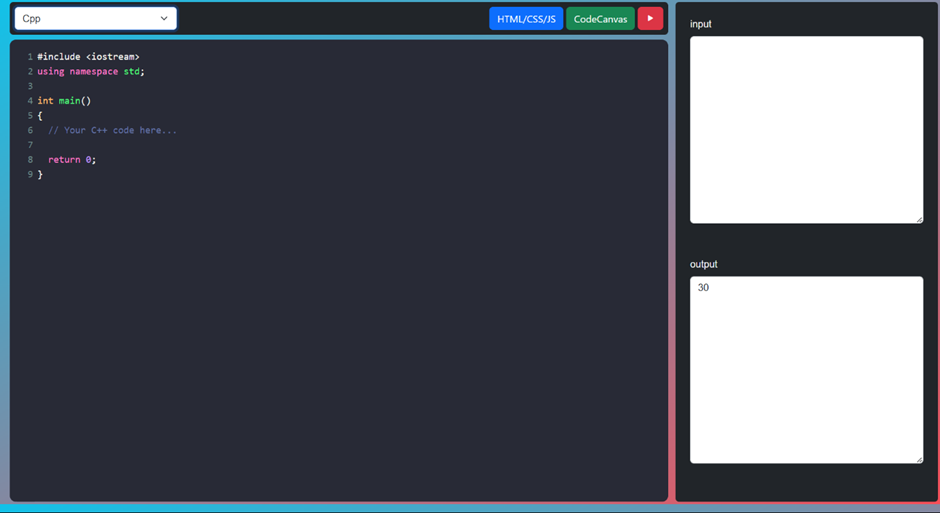 Cpp
HTML/CSS/JS
CodeCanvas
1 #include <iostream>
2 using namespace std;
3
4 int main()
5 {
6   // Your C++ code here...
7
8   return 0;
9 }
input
output
30